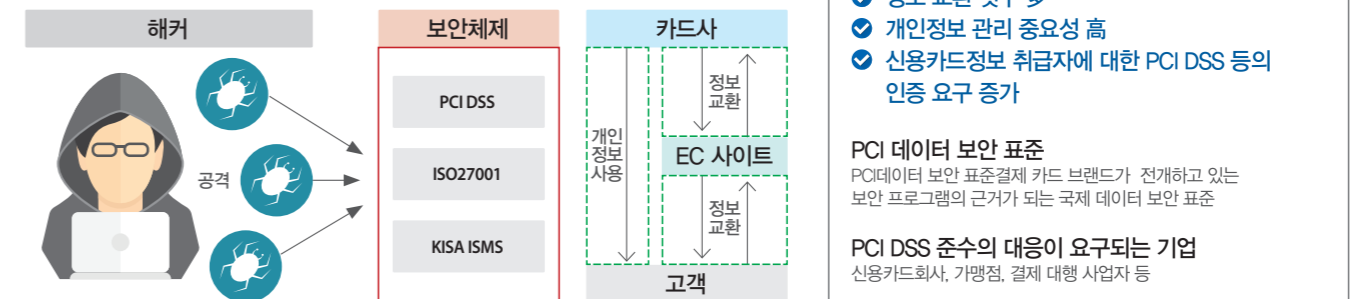 해커
공격
보안체제
PCI DSS
ISO27001
KISA ISMS
카드사
개인
정보
사용
정보
교환
EC 사이트
정보
교환
고객
개인정보 관리 중요성 高
신용카드정보 취급자에 대한 PCI DSS 등의
인증 요구 증가
PCI 데이터 보안 표준
PCI데이터 보안 표준결제 카드 브랜드가 전개하고 있는
보안 프로그램의 근거가 되는 국제 데이터 보안 표준
PCI DSS 준수의 대응이 요구되는 기업
신용카드회사, 가맹점, 결제 대행 사업자 등